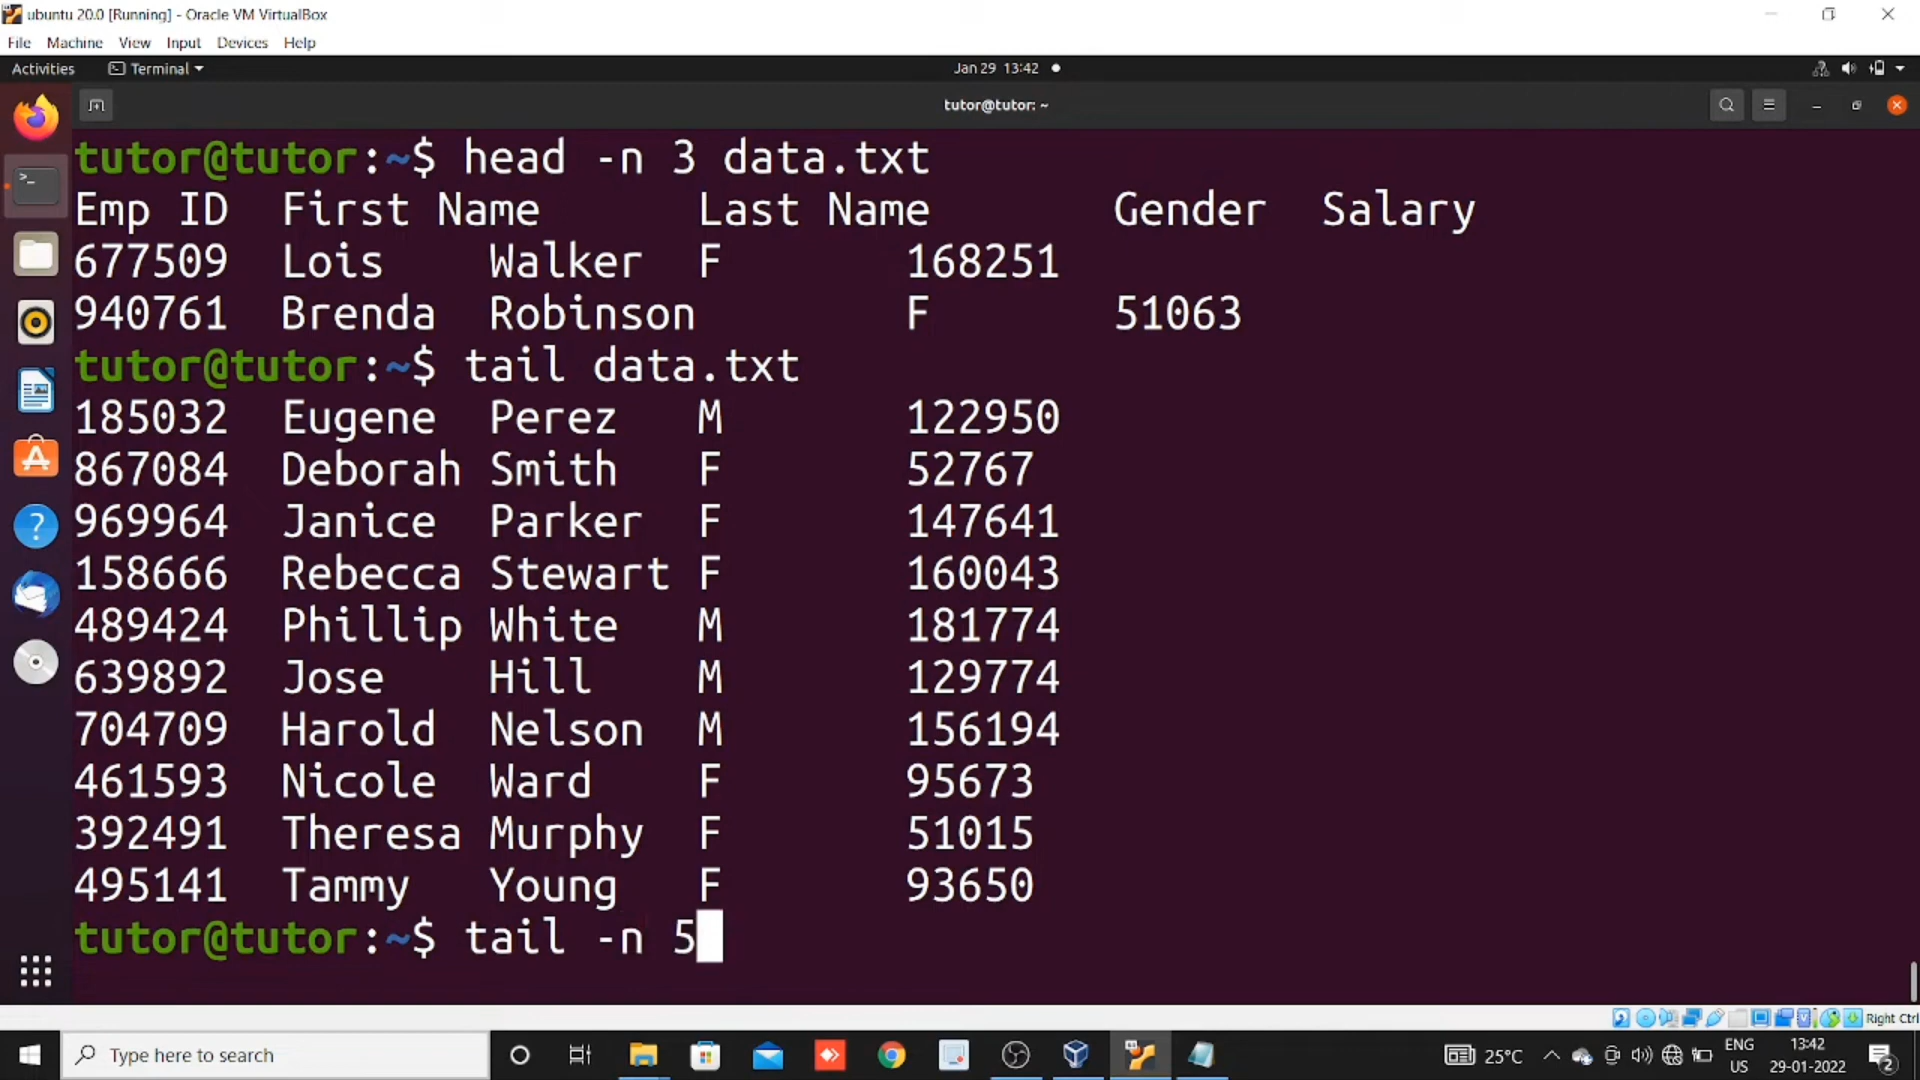 ubuntu 20.0 [Running] - Oracle VM VirtualBox
File Machine View Input Devices Help
Activities Terminal Jan 29 13:42
tutor@tutor: ~
tutor@tutor:~$ head -n 3 data.txt
Emp ID First Name Last Name Gender Salary
677509 Lois Walker F 168251
940761 Brenda Robinson F 51063
tutor@tutor:~$ tail data.txt
185032 Eugene Perez M 122950
867084 Deborah Smith F 52767
969964 Janice Parker F 147641
158666 Rebecca Stewart F 160043
489424 Phillip White M 181774
639892 Jose Hill M 129774
704709 Harold Nelson M 156194
461593 Nicole Ward F 95673
392491 Theresa Murphy F 51015
495141 Tammy Young F 93650
tutor@tutor:~$ tail -n 5
Right Ctrl
Type here to search
25°C
ENG
US
13:42
29-01-2022
2